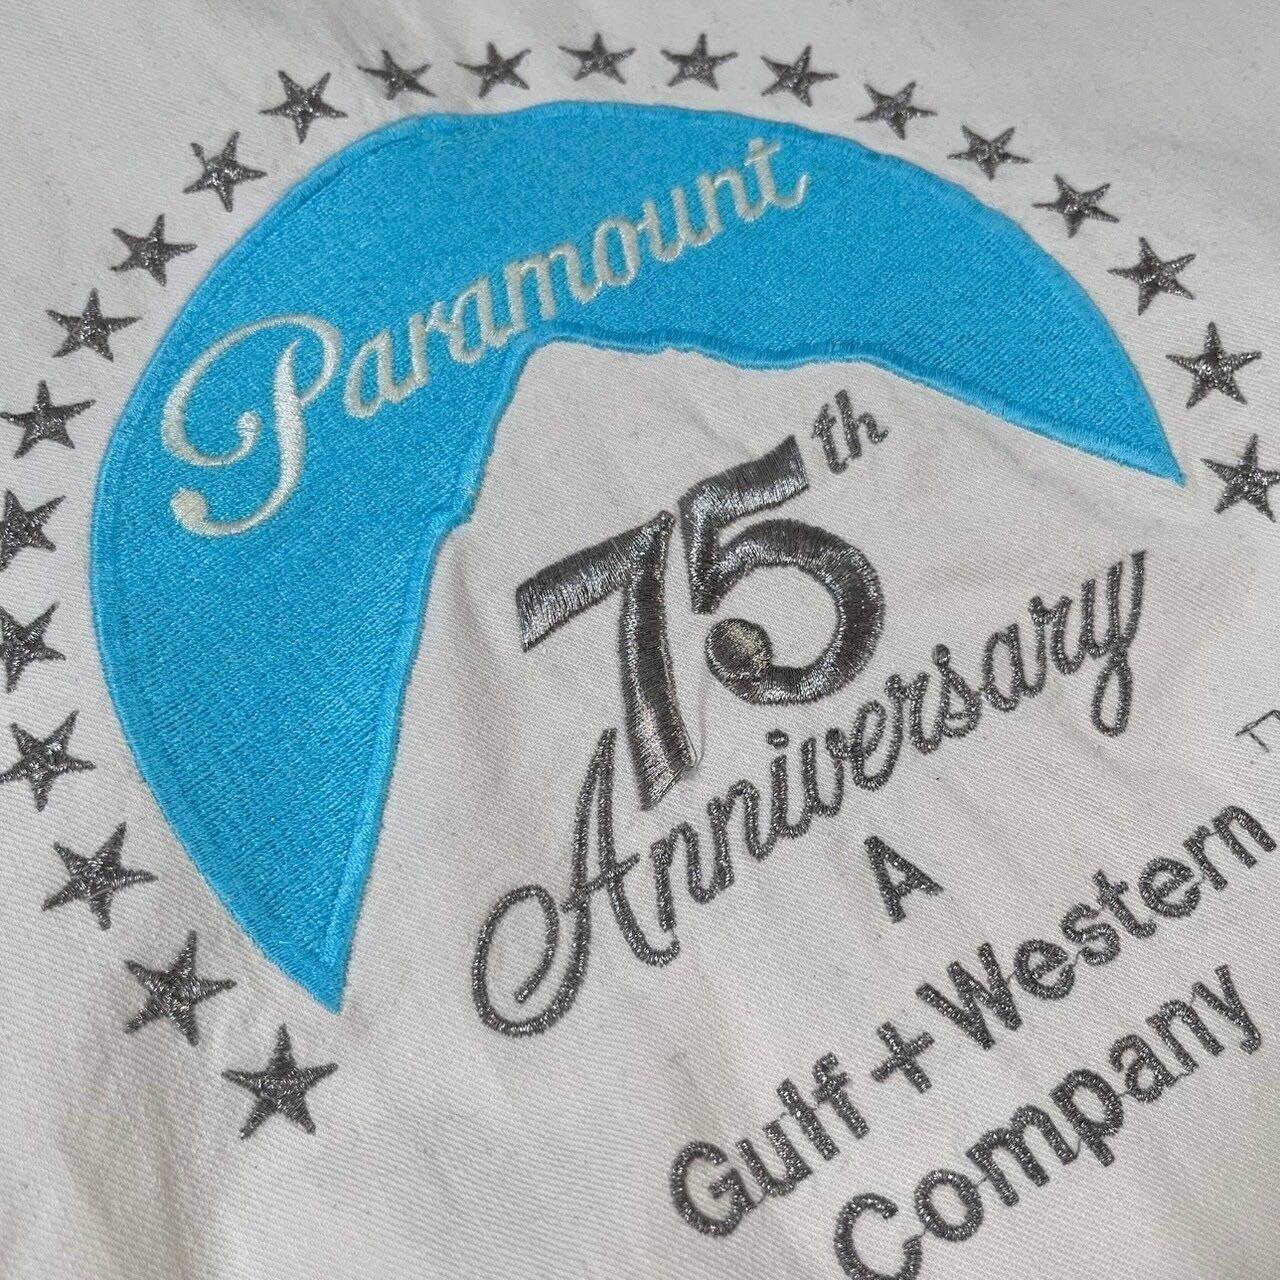 Paramount
75th
Anniversary
A
Gulf + Western
Company